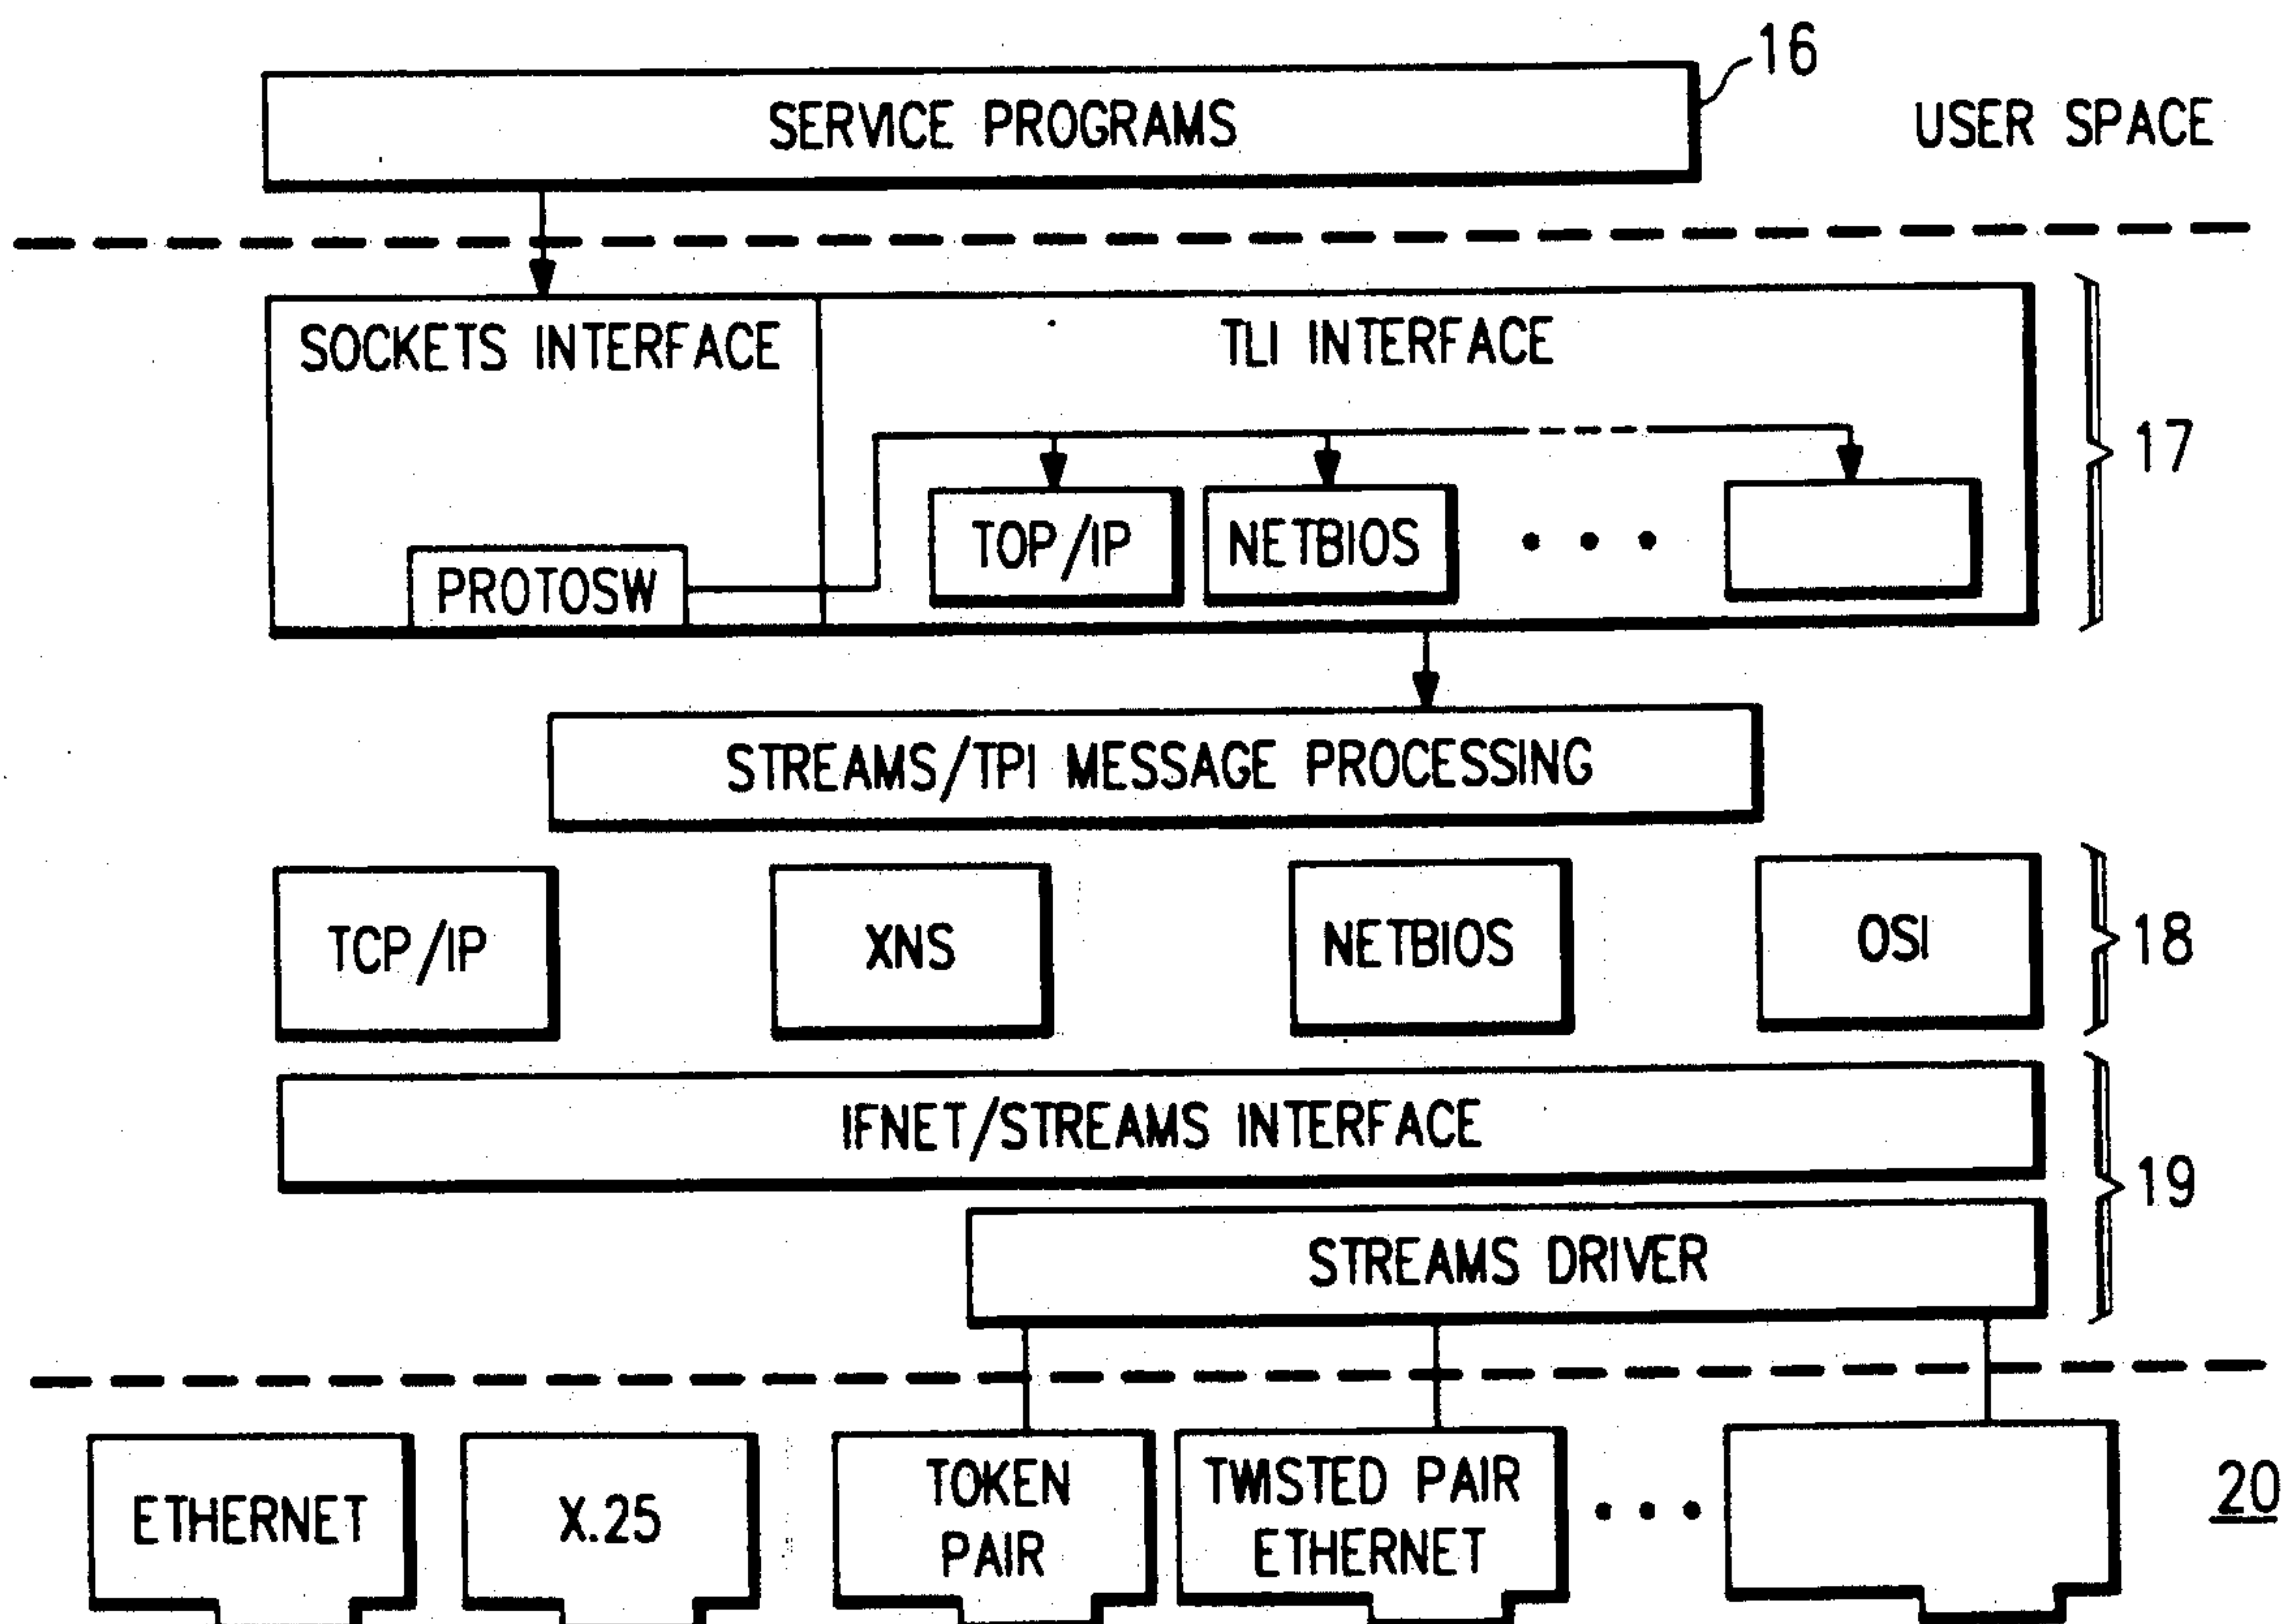 16
SERVICE PROGRAMS
USER SPACE
SOCKETS INTERFACE
TLI INTERFACE
17
TOP/IP
NETBIOS
PROTOSW
STREAMS/TPI MESSAGE PROCESSING
TCP/IP
XNS
NETBIOS
OSI
18
IFNET/STREAMS INTERFACE
19
STREAMS DRIVER
ETHERNET
X.25
TOKEN
PAIR
TWISTED PAIR
ETHERNET
20